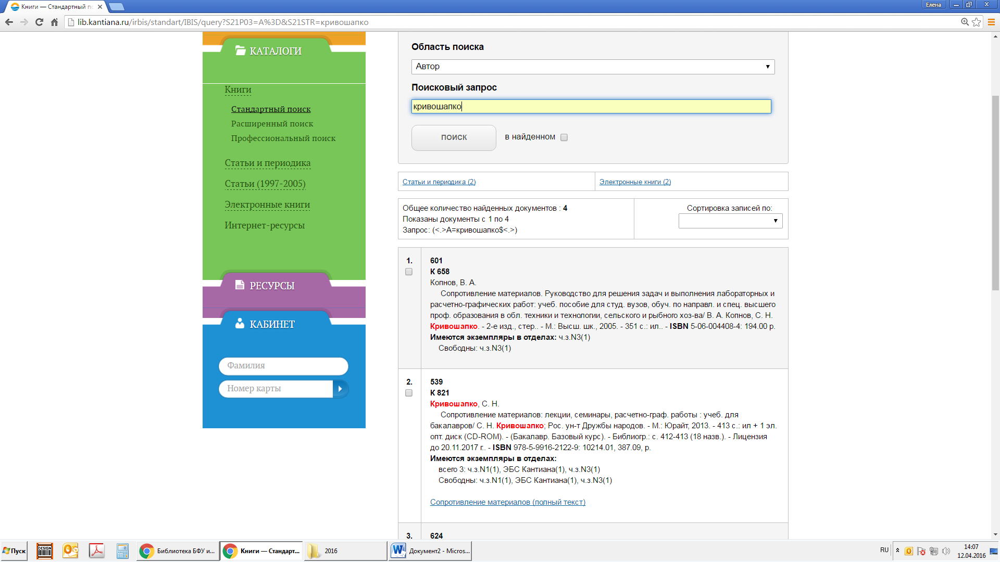 Книги — Стандартный по
Елена
lib.kantiana.ru/irbis/standart/IBIS/query?S21P03=A%3D&S21STR=кривошапко
КАТАЛОГИ
Книги
Стандартный поиск
Расширенный поиск
Профессиональный поиск
Статьи и периодика
Статьи (1997-2005)
Электронные книги
Интернет-ресурсы
РЕСУРСЫ
КАБИНЕТ
Фамилия
Номер карты
Область поиска
Автор
Поисковый запрос
кривошапко
ПОИСК
в найденном
Статьи и периодика (2)
Электронные книги (2)
Общее количество найденных документов : 4
Показаны документы с 1 по 4
Запрос: (<.>A=кривошапко$<.>)
Сортировка записей по:
1.
601
К 658
Копнов, В. А.
Сопротивление материалов. Руководство для решения задач и выполнения лабораторных и
расчетно-графических работ: учеб. пособие для студ. вузов, обуч. по направл. и спец. высшего
проф. образования в обл. техники и технологии, сельского и рыбного хоз-ва/ В. А. Копнов, С. Н.
Кривошапко. - 2-е изд., стер.. - М.: Высш. шк., 2005. - 351 с.: ил.. - ISBN 5-06-004408-4: 194.00 р.
Имеются экземпляры в отделах: ч.з.N3(1)
Свободны: ч.з.N3(1)
2.
539
К 821
Кривошапко, С. Н.
Сопротивление материалов: лекции, семинары, расчетно-граф. работы : учеб. для
бакалавров/ С. Н. Кривошапко; Рос. ун-т Дружбы народов. - М.: Юрайт, 2013. - 413 с.: ил + 1 эл.
опт. диск (CD-ROM). - (Бакалавр. Базовый курс). - Библиогр.: с. 412-413 (18 назв.). - Лицензия
до 20.11.2017 г.. - ISBN 978-5-9916-2122-9: 10214.01, 387.09, р.
Имеются экземпляры в отделах:
всего 3: ч.з.N1(1), ЭБС Кантиана(1), ч.з.N3(1)
Свободны: ч.з.N1(1), ЭБС Кантиана(1), ч.з.N3(1)
Сопротивление материалов (полный текст)
3.
624
Пуск
DESIGN
Библиотека БФУ и...
Книги — Стандарт...
2016
Документ2 - Micros...
RU
14:07
12.04.2016